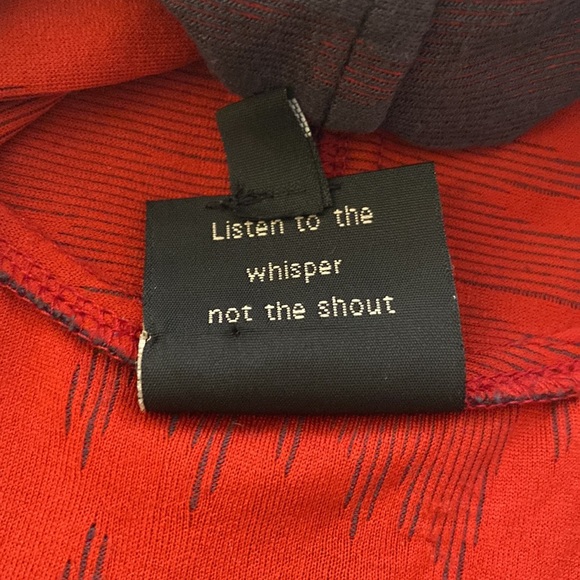 Listen to the
whisper
not the shout